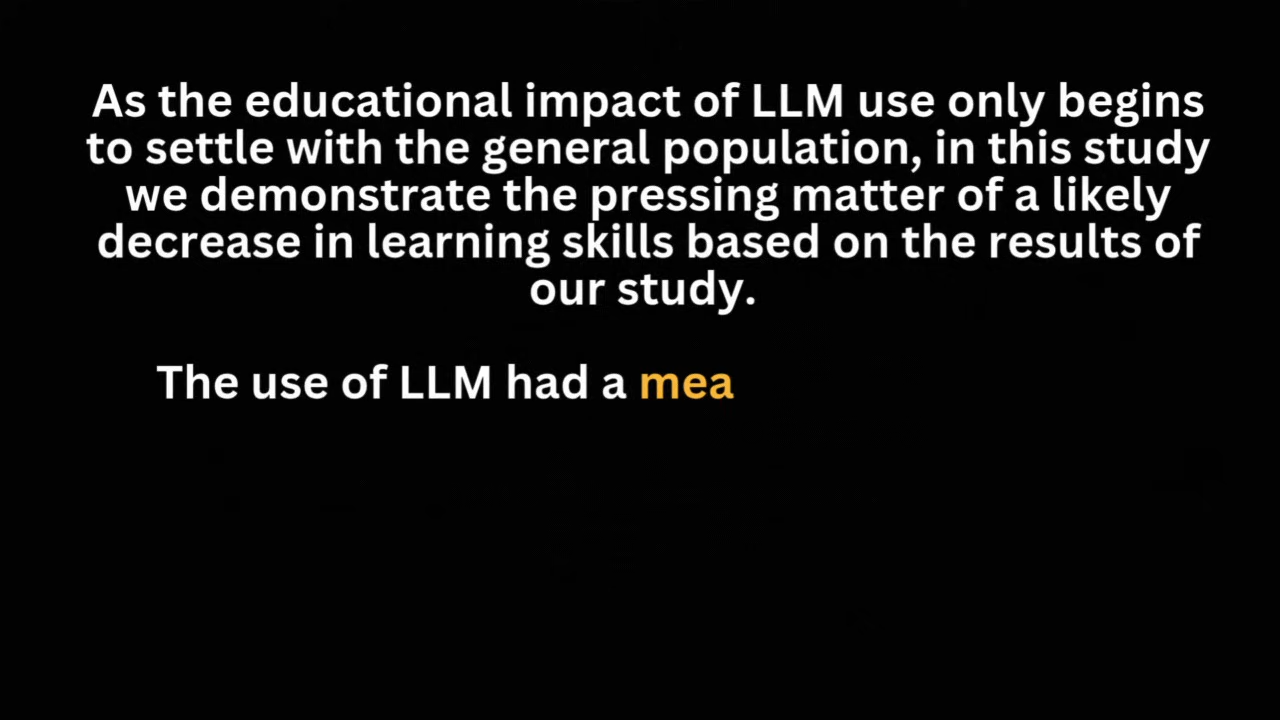 As the educational impact of LLM use only begins
to settle with the general population, in this study
we demonstrate the pressing matter of a likely
decrease in learning skills based on the results of
our study.
The use of LLM had a mea